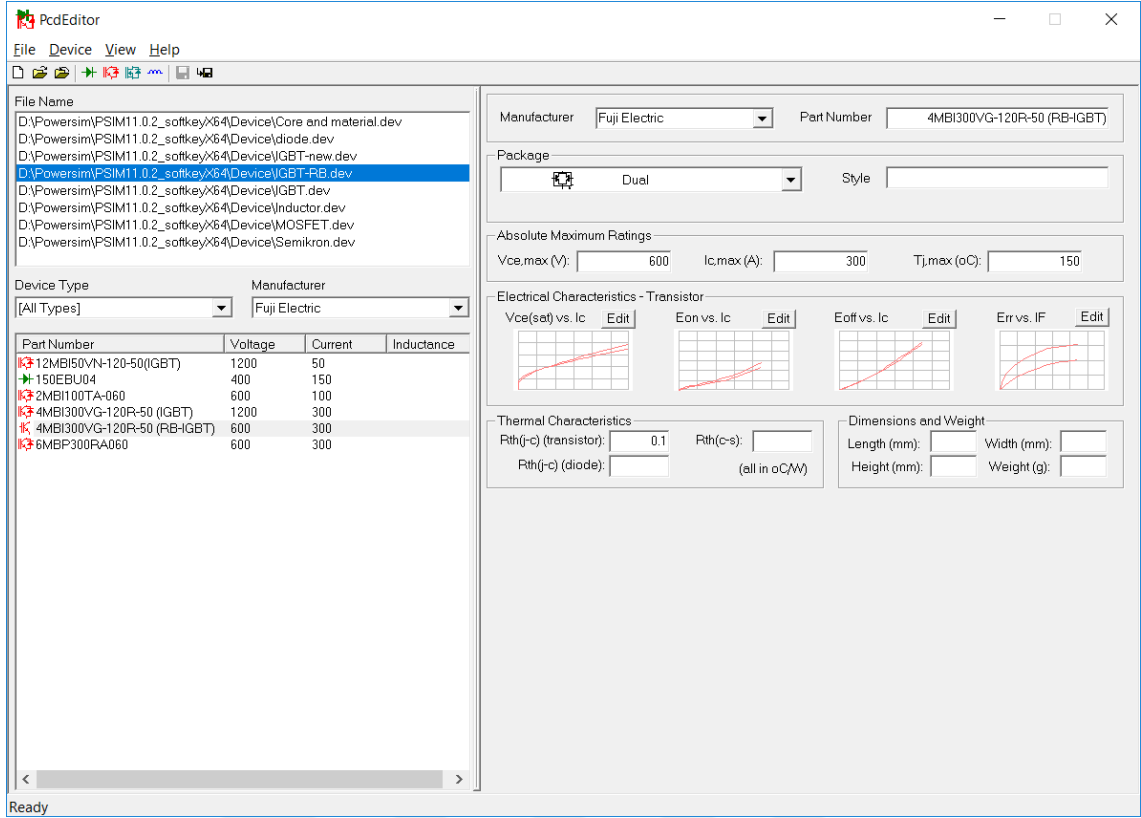 PcdEditor
File Device View Help
File Name
D:\Powersim\PSIM11.0.2_softkeyX64\Device\Core and material.dev
D:\Powersim\PSIM11.0.2_softkeyX64\Device\diode.dev
D:\Powersim\PSIM11.0.2_softkeyX64\Device\IGBT-new.dev
D:\Powersim\PSIM11.0.2_softkeyX64\Device\IGBT-RB.dev
D:\Powersim\PSIM11.0.2_softkeyX64\Device\IGBT.dev
D:\Powersim\PSIM11.0.2_softkeyX64\Device\Inductor.dev
D:\Powersim\PSIM11.0.2_softkeyX64\Device\MOSFET.dev
D:\Powersim\PSIM11.0.2_softkeyX64\Device\Semikron.dev
Device Type Manufacturer
[All Types] Fuji Electric
Part Number Voltage Current Inductance
12MBI50VN-120-50(IGBT) 1200 50
150EBU04 400 150
2MBI100TA-060 600 100
4MBI300VG-120R-50 (IGBT) 1200 300
4MBI300VG-120R-50 (RB-IGBT) 600 300
6MBP300RA060 600 300
Manufacturer Fuji Electric Part Number 4MBI300VG-120R-50 (RB-IGBT)
Package
Dual Style
Absolute Maximum Ratings
Vce,max (V): 600 Ic,max (A): 300 Tj,max (oC): 150
Electrical Characteristics - Transistor
Vce(sat) vs. Ic Edit Eon vs. Ic Edit Eoff vs. Ic Edit Err vs. IF Edit
Thermal Characteristics
Rth(j-c) (transistor): 0.1 Rth(c-s):
Rth(j-c) (diode): (all in oC/W)
Dimensions and Weight
Length (mm): Width (mm):
Height (mm): Weight (g):
Ready